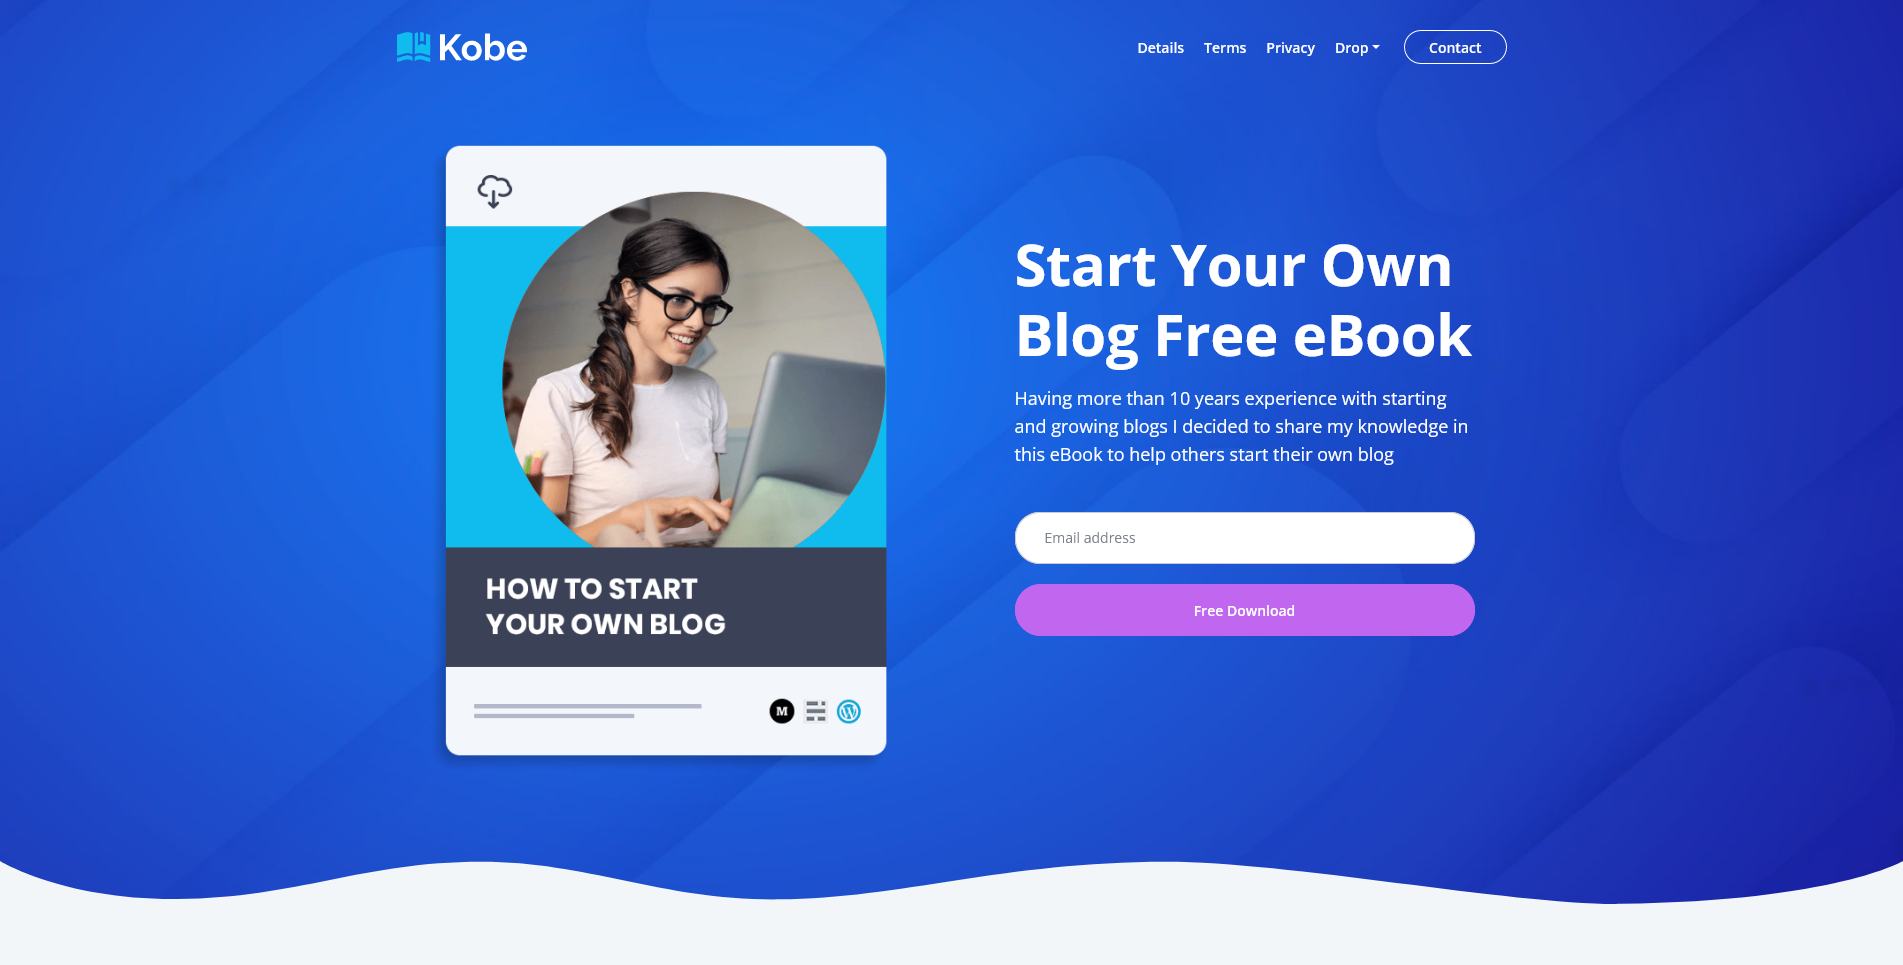 Kobe
Details Terms Privacy Drop Contact
HOW TO START
YOUR OWN BLOG
M
W
Start Your Own
Blog Free eBook
Having more than 10 years experience with starting
and growing blogs I decided to share my knowledge in
this eBook to help others start their own blog
Email address
Free Download